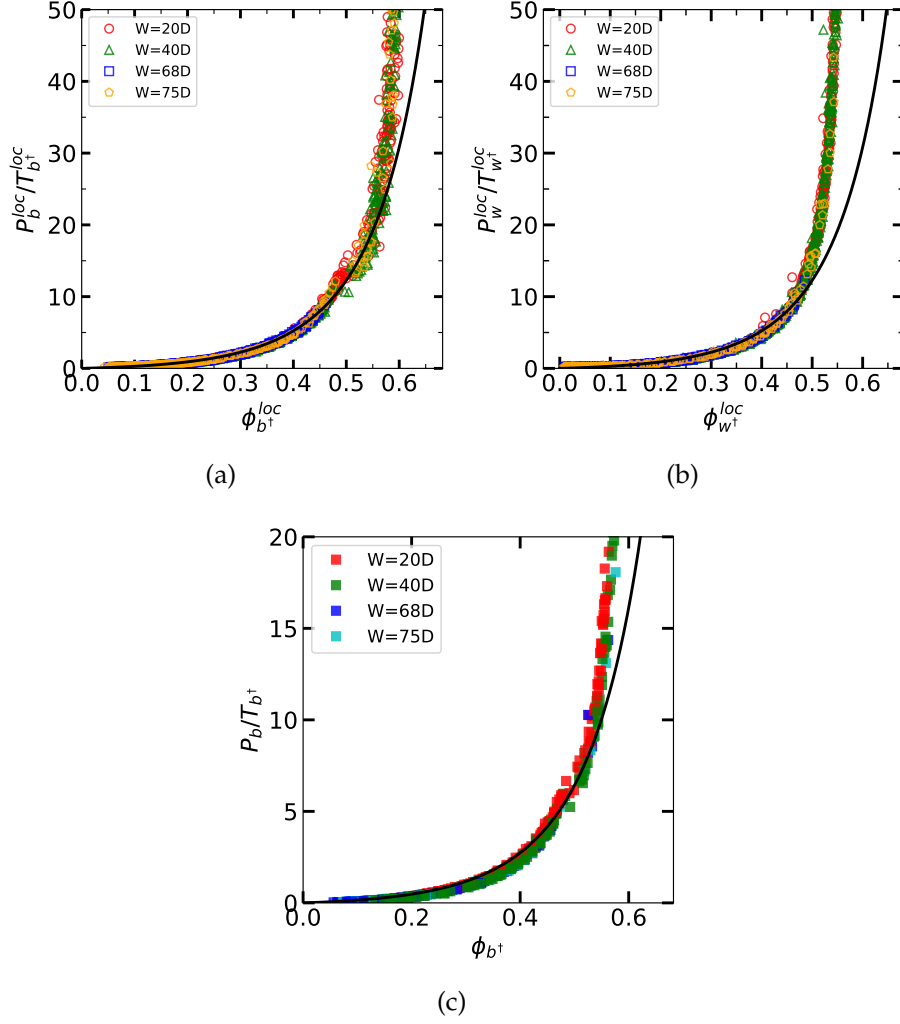 50
40
30
20
10
0
0.0 0.1 0.2 0.3 0.4 0.5 0.6
P_b^{loc}/T_{b†}^{loc}
ϕ_{b†}^{loc}
W=20D
W=40D
W=68D
W=75D
(a)
50
40
30
20
10
0
0.0 0.1 0.2 0.3 0.4 0.5 0.6
P_w^{loc}/T_{w†}^{loc}
ϕ_{w†}^{loc}
W=20D
W=40D
W=68D
W=75D
(b)
20
15
10
5
0
0.0 0.2 0.4 0.6
P_b/T_{b†}
ϕ_{b†}
W=20D
W=40D
W=68D
W=75D
(c)